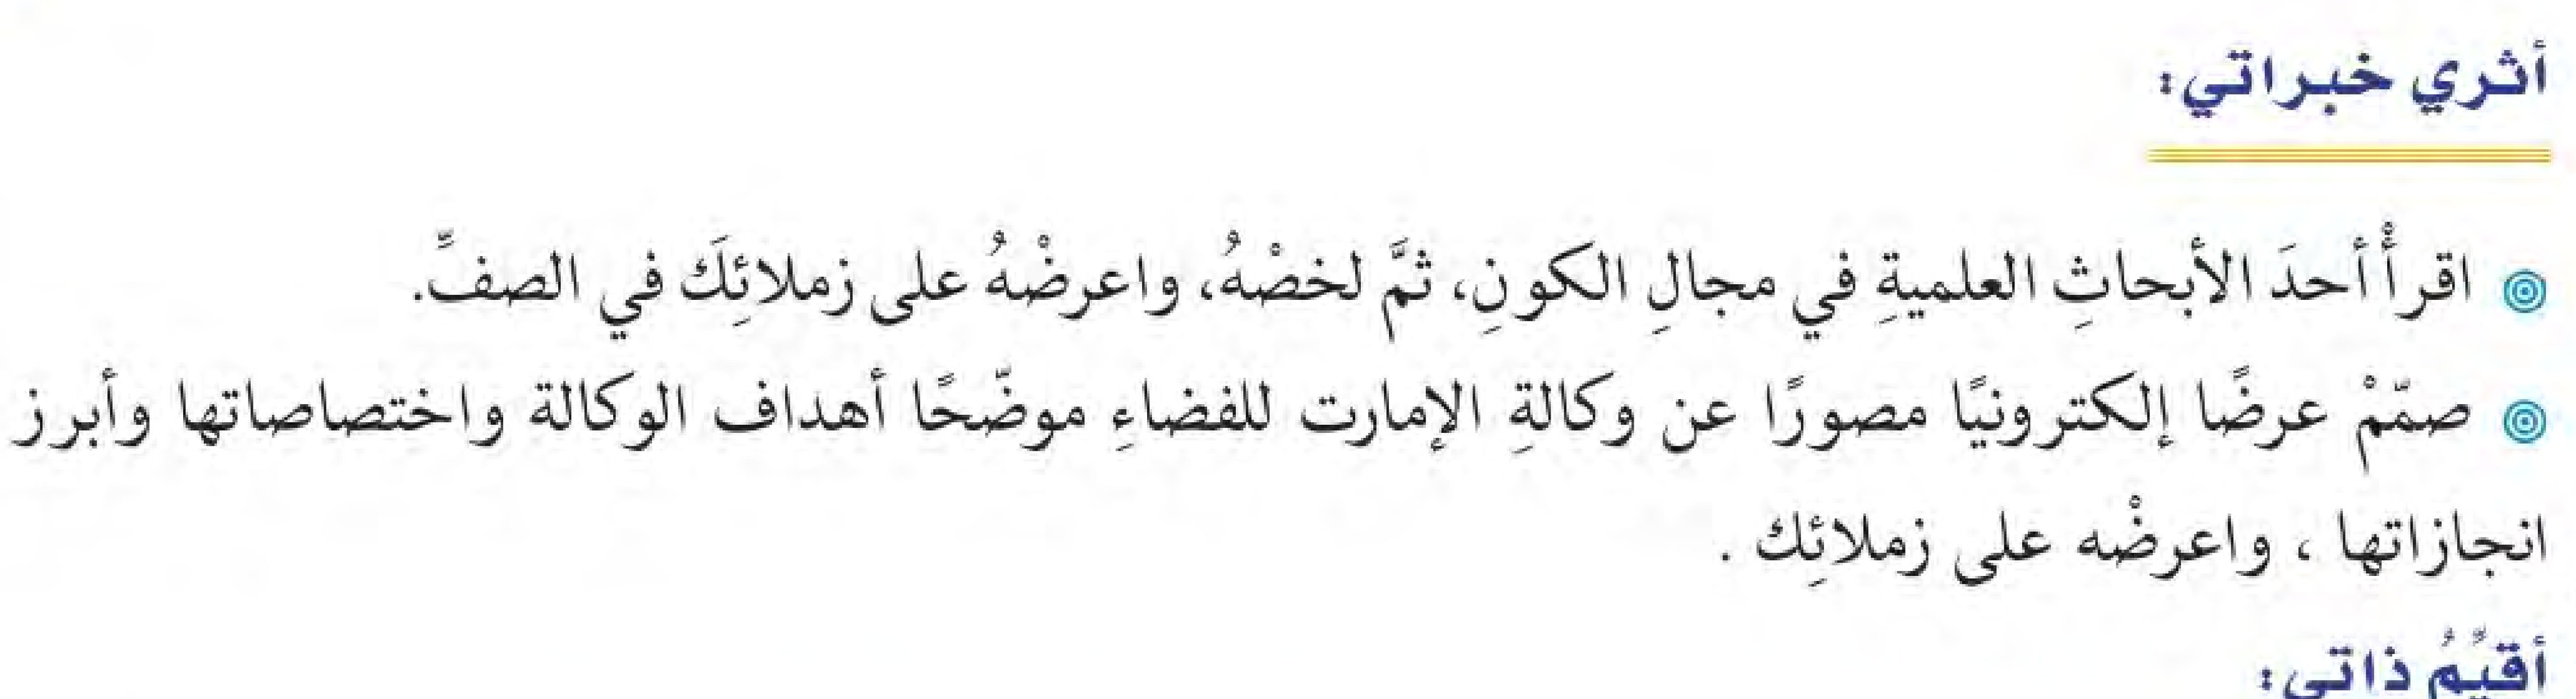 أثري خبراتي:
اقرأْ أحدَ الأبحاثِ العلميةِ في مجالِ الكونِ، ثمَّ لخصْهُ، واعرضْهُ على زملائِكَ في الصفِّ.
صمّمْ عرضًا إلكترونيًا مصورًا عن وكالةِ الإمارت للفضاءِ موضّحًا أهداف الوكالة واختصاصاتها وأبرز
انجازاتها ، واعرضْه على زملائِك .
أقيّمُ ذاتي: